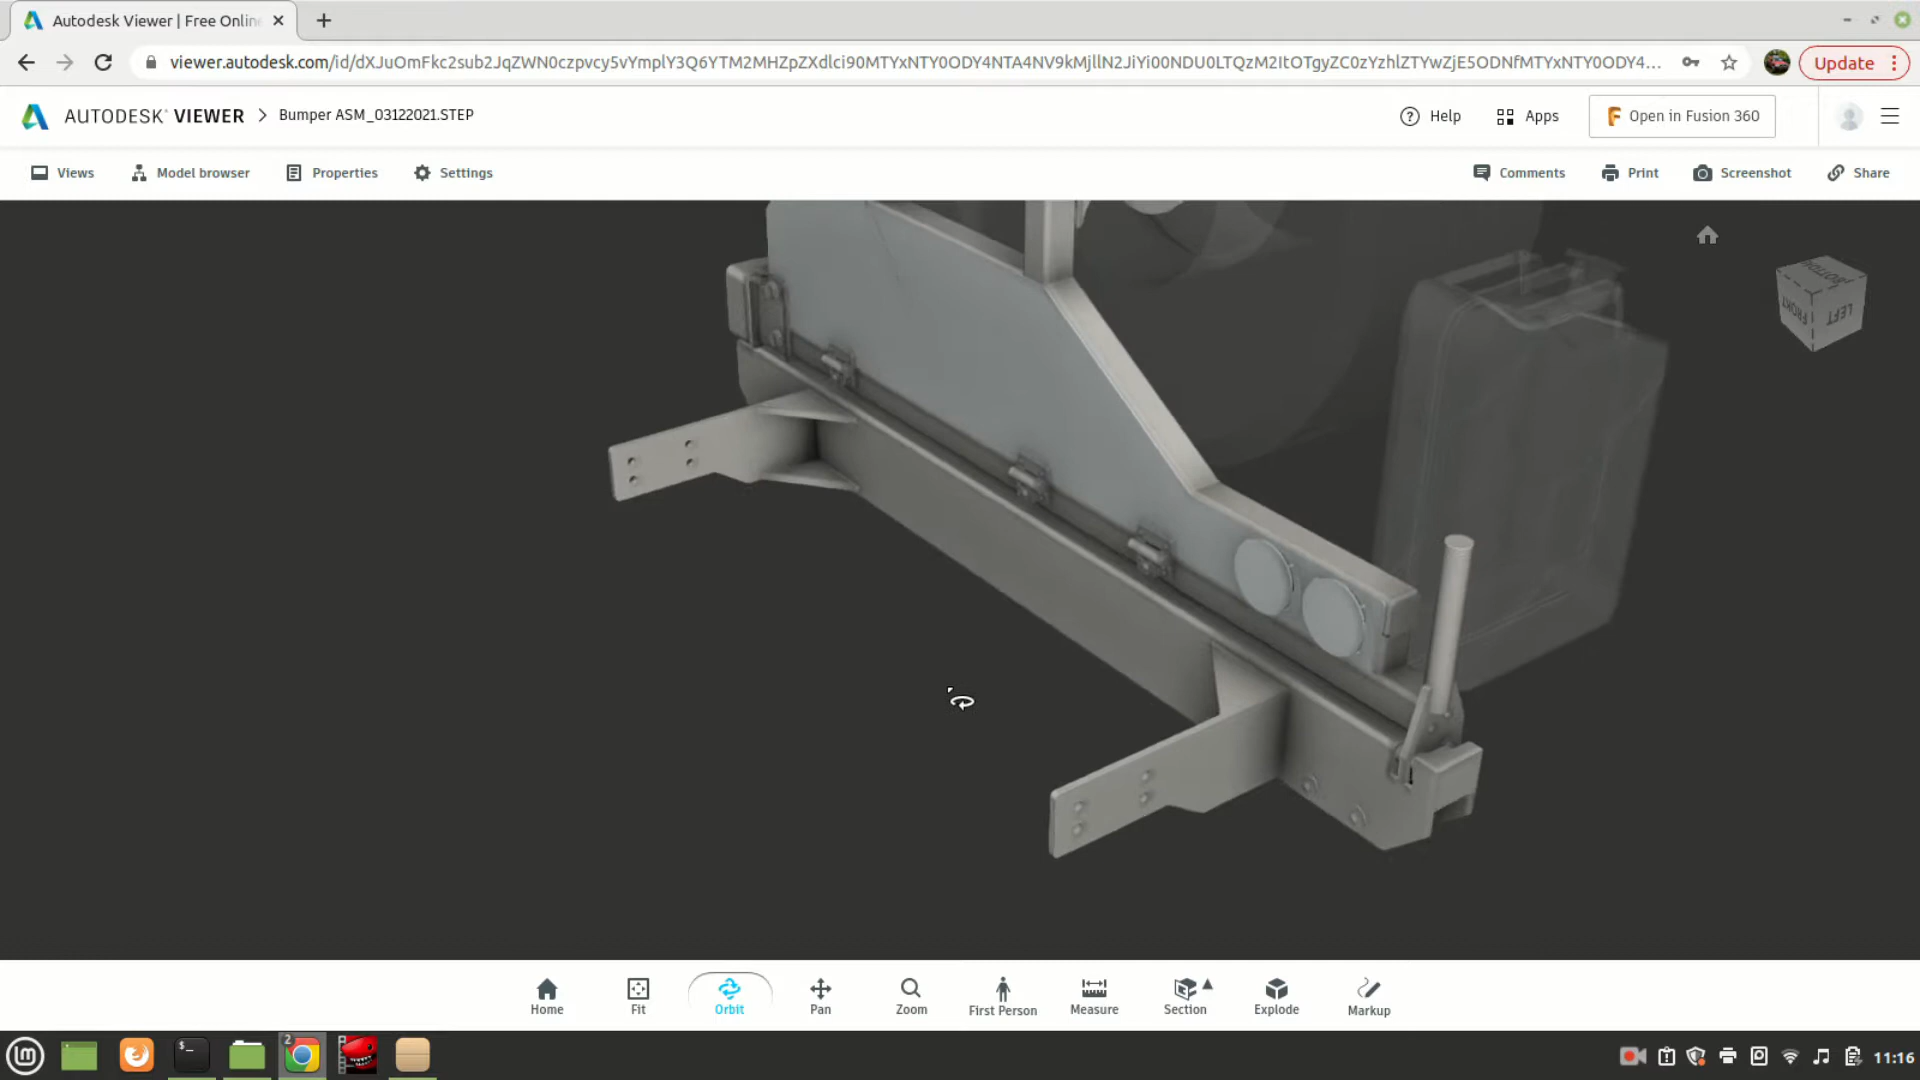 Autodesk Viewer | Free Onlin
viewer.autodesk.com/id/dXJuOmFkc2sub2JqZWN0czpvcy5vYmplY3Q6YTM2MHZpZXdlci90MTYxNTY0ODY4NTA4NV9kMjllN2JiYi00NDU0LTQzM2ItOTgyZC0zYzhlZTYwZjE5ODNfMTYxNTY0ODY4...
Update
AUTODESK VIEWER > Bumper ASM_03122021.STEP
Help
Apps
Open in Fusion 360
Views
Model browser
Properties
Settings
Comments
Print
Screenshot
Share
BOTTOM
FRONT
LEFT
Home
Fit
Orbit
Pan
Zoom
First Person
Measure
Section
Explode
Markup
2
11:16